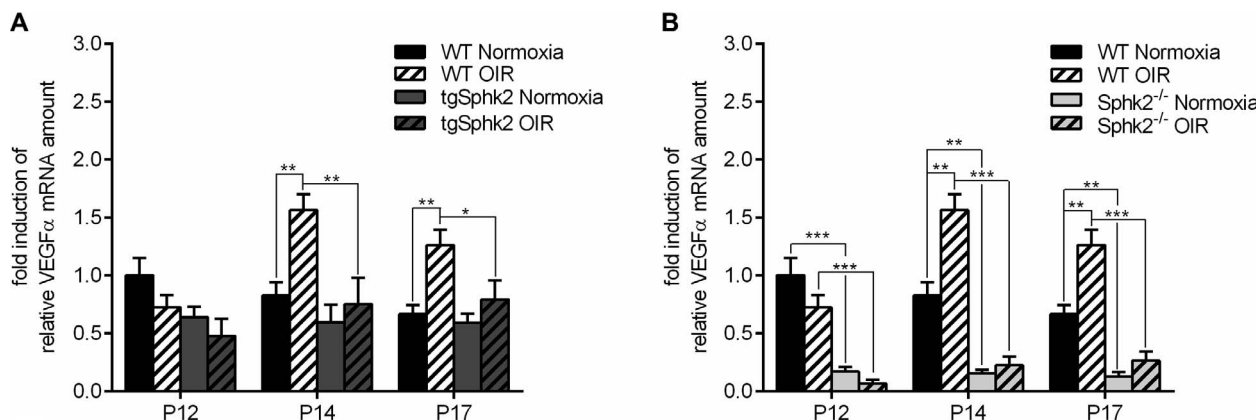 A
fold induction of
relative VEGFα mRNA amount
3.0
2.5
2.0
1.5
1.0
0.5
0.0
WT Normoxia
WT OIR
tgSphk2 Normoxia
tgSphk2 OIR
**
**
**
*
P12
P14
P17
B
fold induction of
relative VEGFα mRNA amount
3.0
2.5
2.0
1.5
1.0
0.5
0.0
WT Normoxia
WT OIR
Sphk2-/- Normoxia
Sphk2-/- OIR
***
***
**
**
***
**
**
***
P12
P14
P17